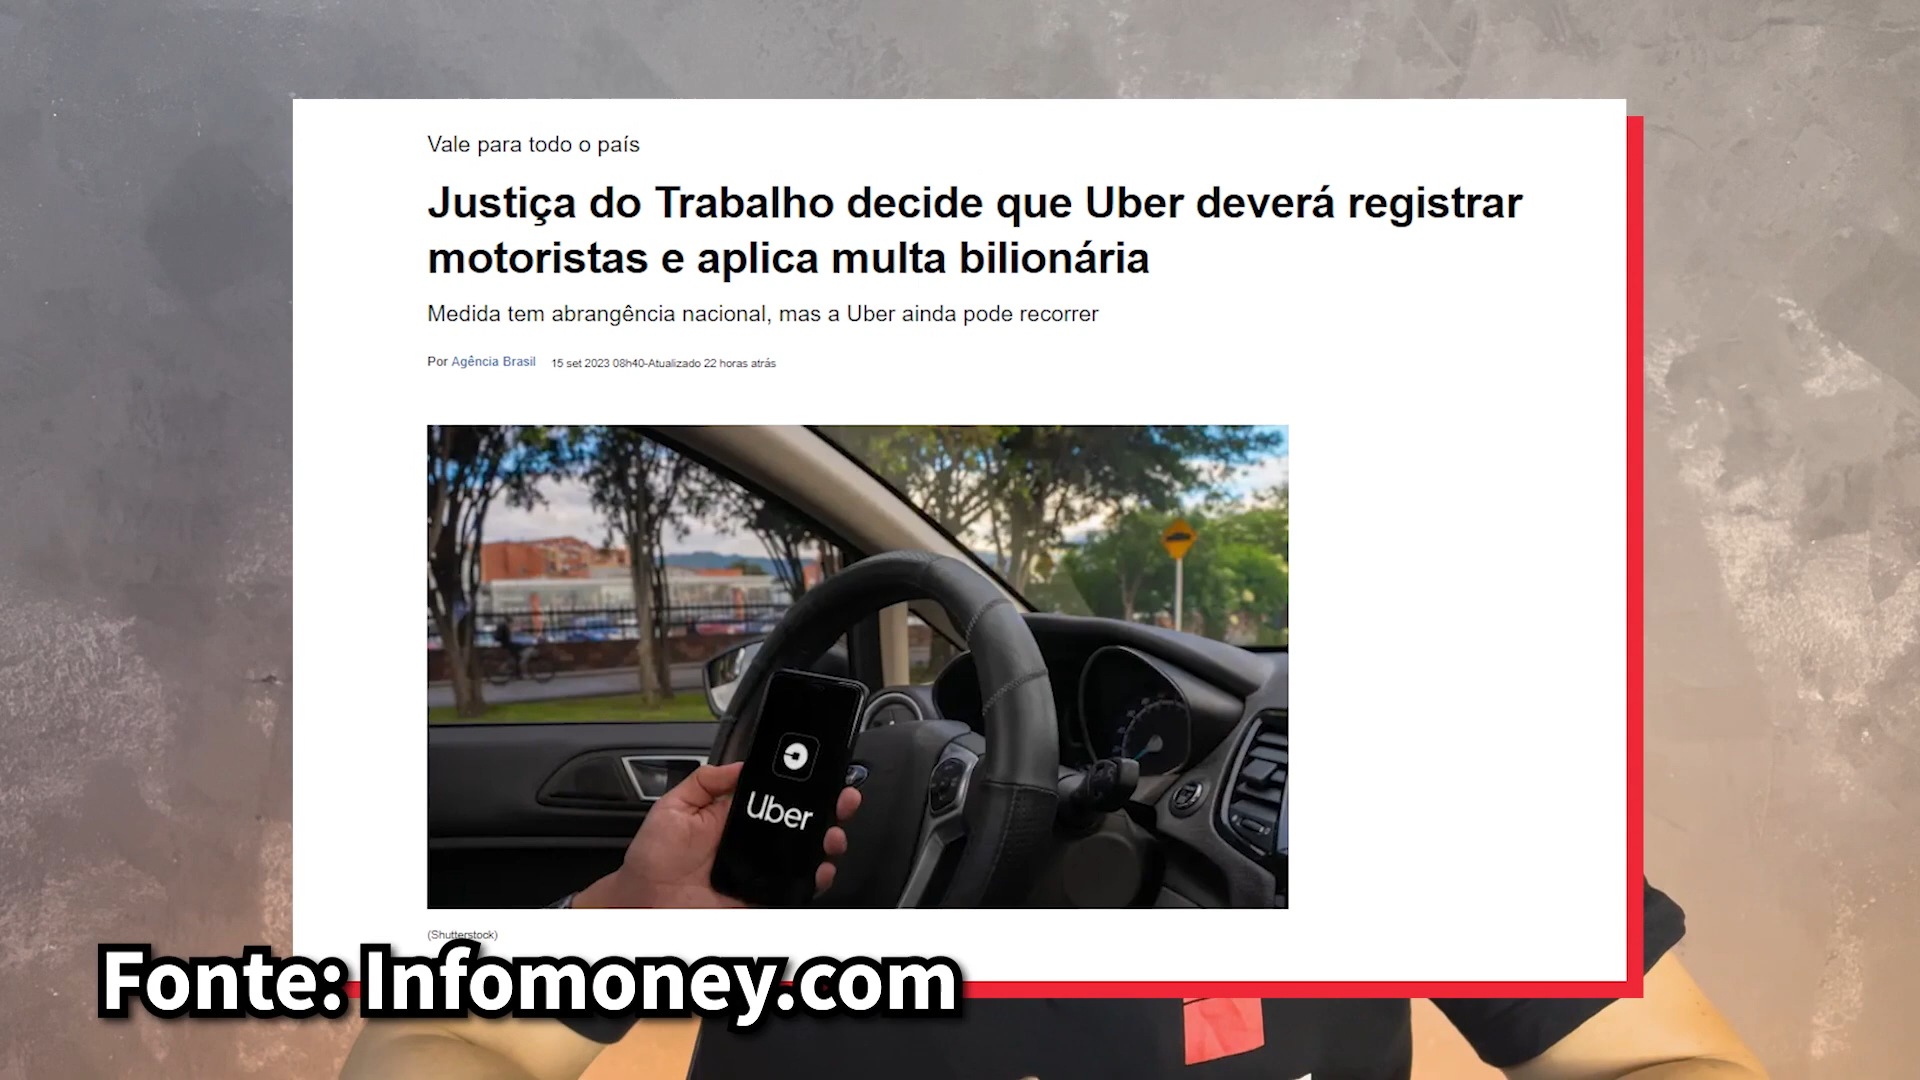 Vale para todo o país
Justiça do Trabalho decide que Uber deverá registrar
motoristas e aplica multa bilionária
Medida tem abrangência nacional, mas a Uber ainda pode recorrer
Por Agência Brasil 15 set 2023 08h40-Atualizado 22 horas atrás
Uber
(Shutterstock)
Fonte: Infomoney.com